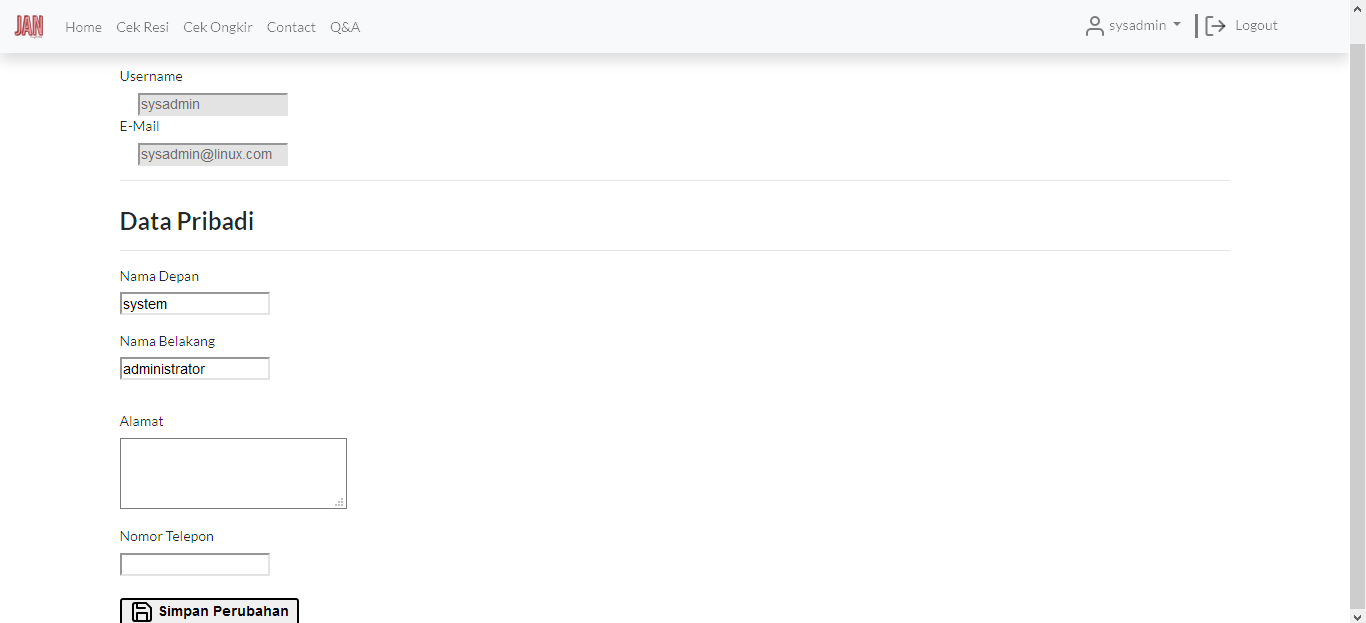 JAN Home Cek Resi Cek Ongkir Contact Q&A sysadmin Logout
Username
sysadmin
E-Mail
sysadmin@linux.com
Data Pribadi
Nama Depan
system
Nama Belakang
administrator
Alamat
Nomor Telepon
Simpan Perubahan